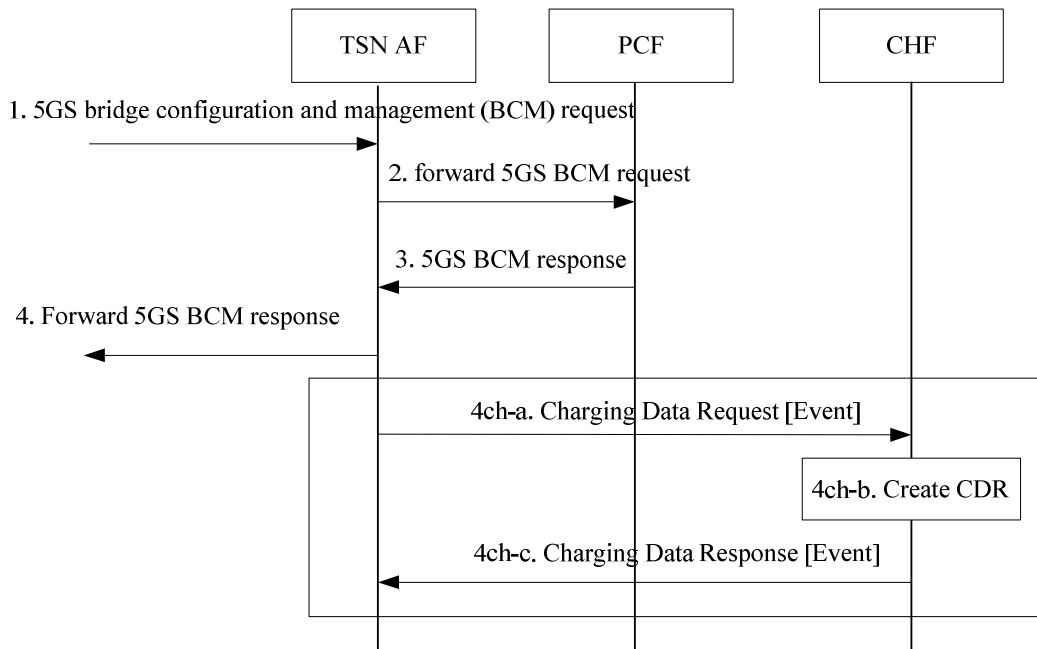 TSN AF
PCF
CHF
1. 5GS bridge configuration and management (BCM) request
2. forward 5GS BCM request
3. 5GS BCM response
4. Forward 5GS BCM response
4ch-a. Charging Data Request [Event]
4ch-b. Create CDR
4ch-c. Charging Data Response [Event]